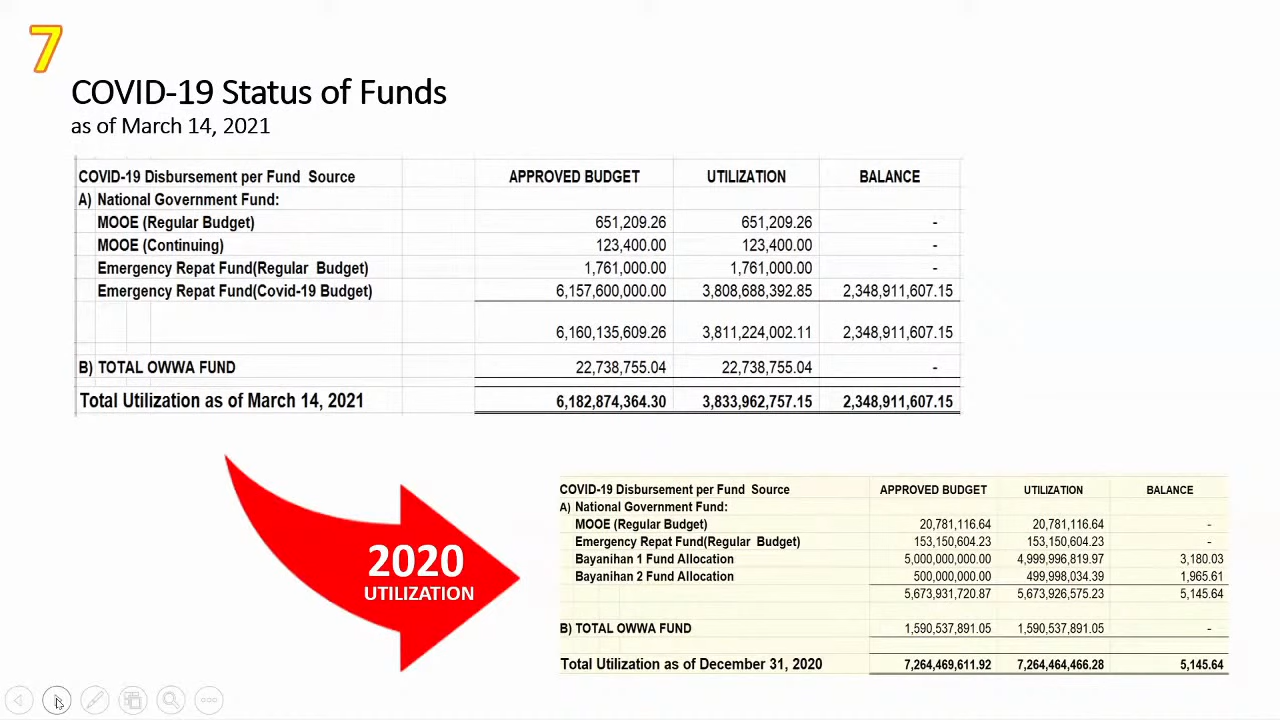 7
COVID-19 Status of Funds
as of March 14, 2021
COVID-19 Disbursement per Fund Source APPROVED BUDGET UTILIZATION BALANCE
A) National Government Fund:
MOOE (Regular Budget) 651,209.26 651,209.26 -
MOOE (Continuing) 123,400.00 123,400.00 -
Emergency Repat Fund(Regular Budget) 1,761,000.00 1,761,000.00 -
Emergency Repat Fund(Covid-19 Budget) 6,157,600,000.00 3,808,688,392.85 2,348,911,607.15
6,160,135,609.26 3,811,224,002.11 2,348,911,607.15
B) TOTAL OWWA FUND 22,738,755.04 22,738,755.04 -
Total Utilization as of March 14, 2021 6,182,874,364.30 3,833,962,757.15 2,348,911,607.15
2020
UTILIZATION
COVID-19 Disbursement per Fund Source APPROVED BUDGET UTILIZATION BALANCE
A) National Government Fund:
MOOE (Regular Budget) 20,781,116.64 20,781,116.64 -
Emergency Repat Fund(Regular Budget) 153,150,604.23 153,150,604.23 -
Bayanihan 1 Fund Allocation 5,000,000,000.00 4,999,996,819.97 3,180.03
Bayanihan 2 Fund Allocation 500,000,000.00 499,998,034.39 1,965.61
5,673,931,720.87 5,673,926,575.23 5,145.64
B) TOTAL OWWA FUND 1,590,537,891.05 1,590,537,891.05 -
Total Utilization as of December 31, 2020 7,264,469,611.92 7,264,464,466.28 5,145.64